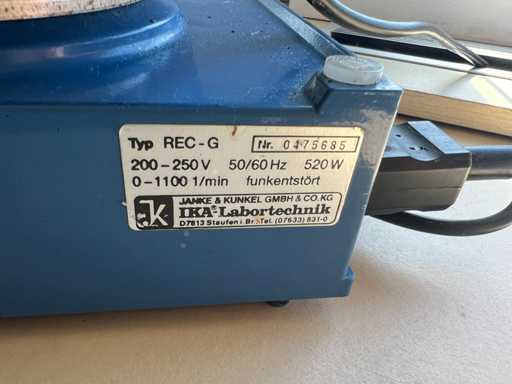 Typ REC-G Nr. 0475685
200-250 V 50/60 Hz 520 W
0-1100 1/min funkentstört
JANKE & KUNKEL GMBH & CO. KG
IKA®-Labortechnik
D7813 Staufen i. Br. Tel. (07633) 831-0